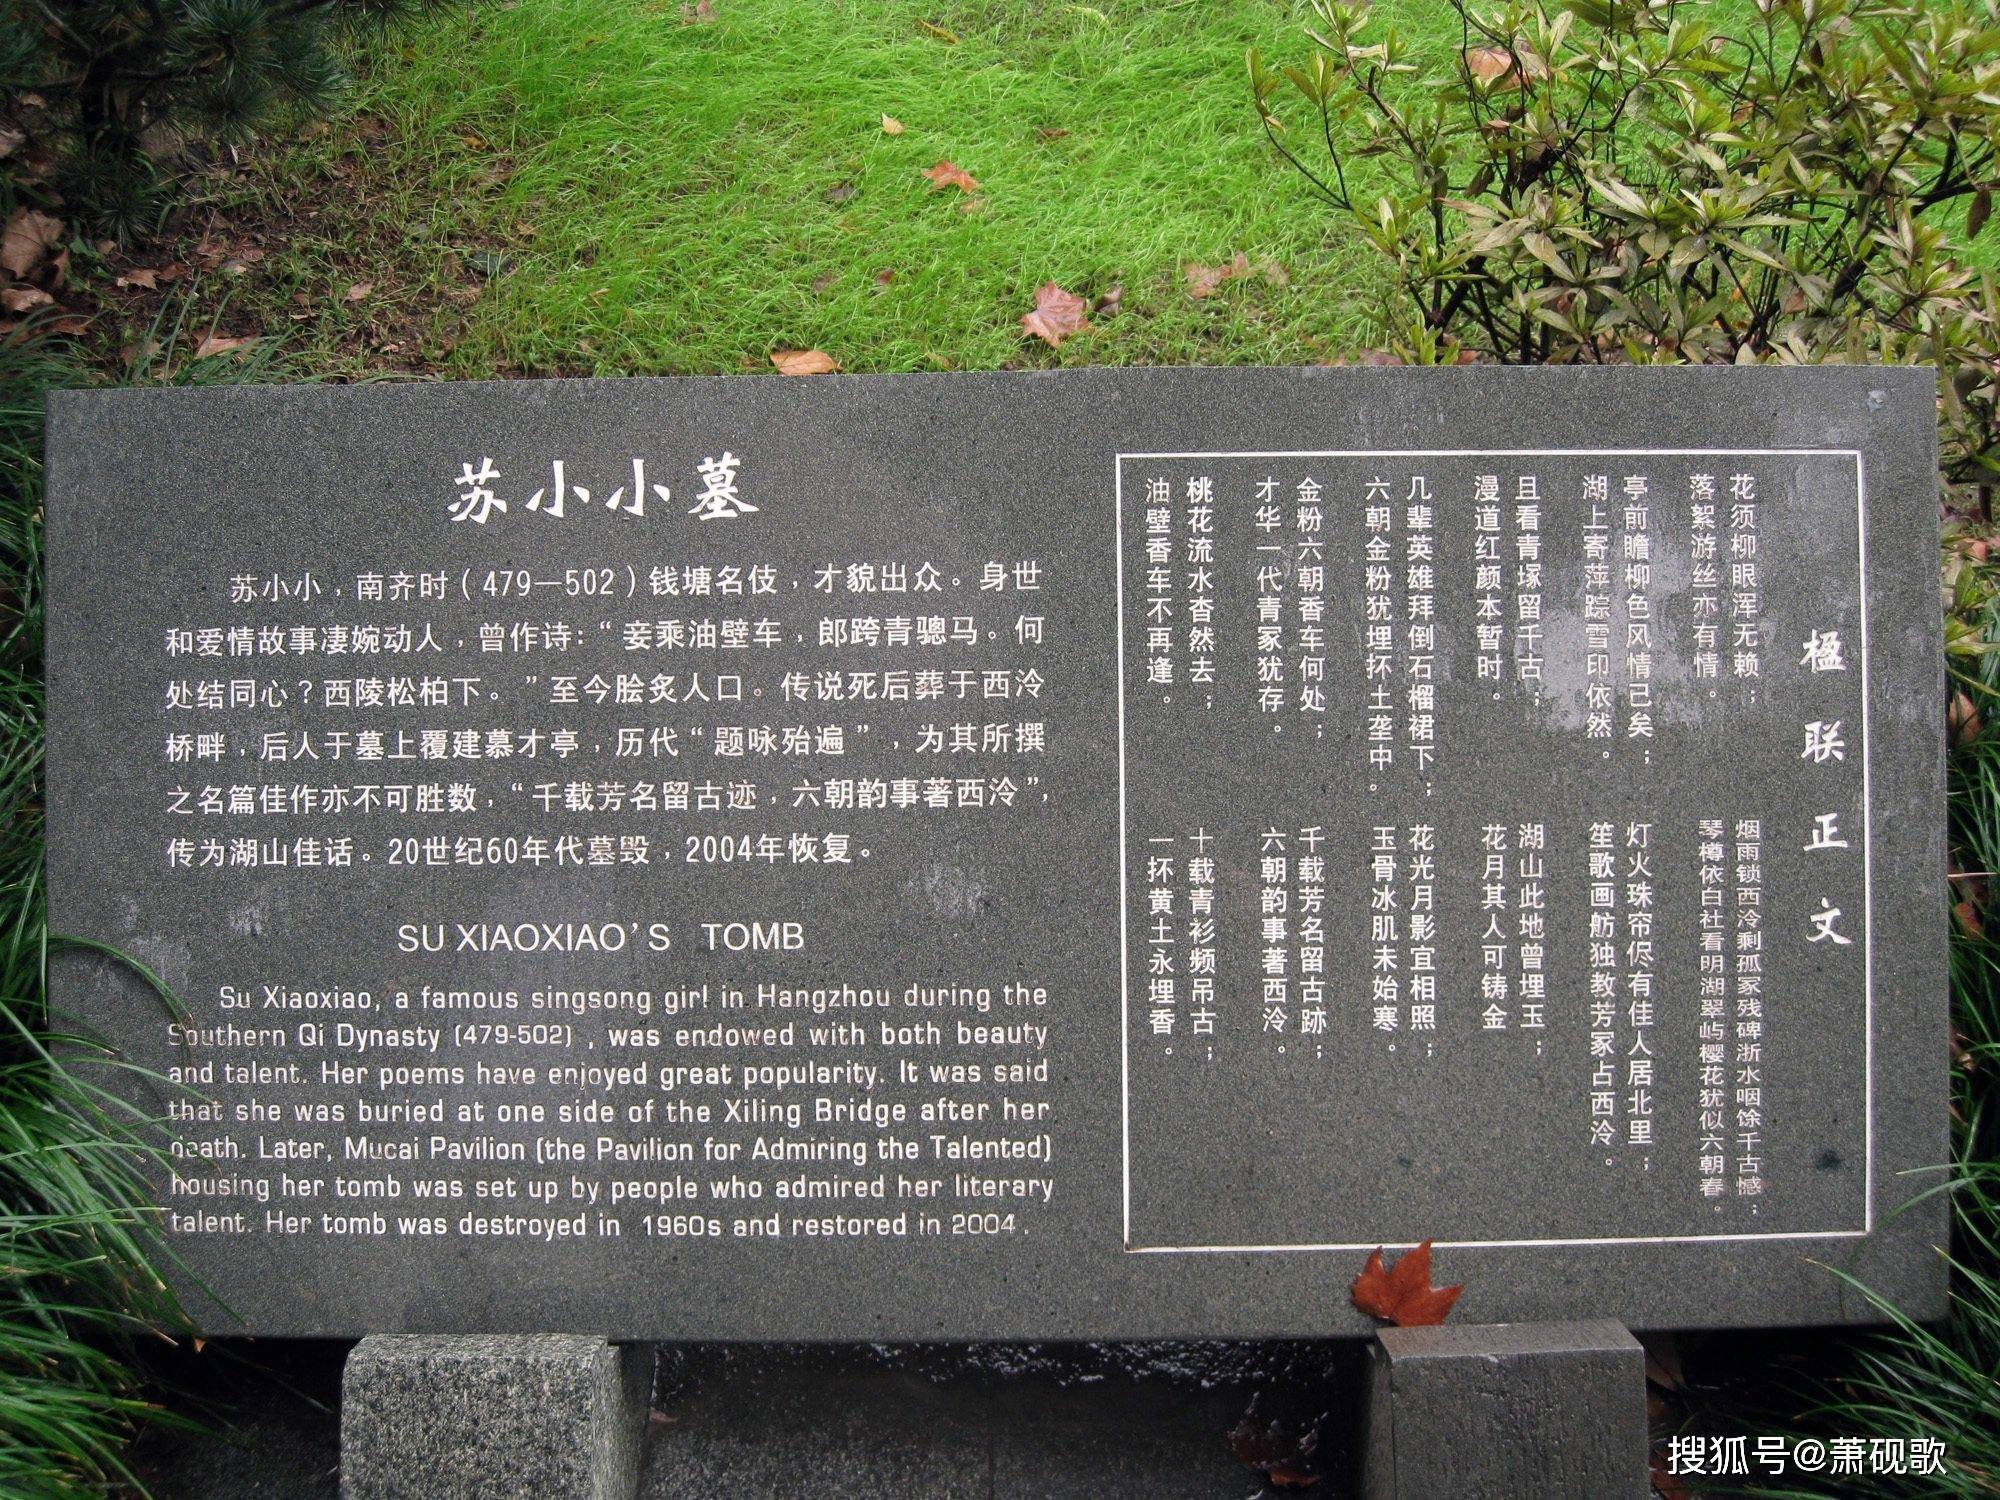 苏小小墓
苏小小，南齐时（479—502）钱塘名伎，才貌出众。身世
和爱情故事凄婉动人，曾作诗：“妾乘油壁车，郎跨青骢马。何
处结同心？西陵松柏下。”至今脍炙人口。传说死后葬于西泠
桥畔，后人于墓上覆建慕才亭，历代“题咏殆遍”，为其所撰
之名篇佳作亦不可胜数，“千载芳名留古迹，六朝韵事著西泠”，
传为湖山佳话。20世纪60年代墓毁，2004年恢复。
SU XIAOXIAO'S TOMB
Su Xiaoxiao, a famous singsong girl in Hangzhou during the
Southern Qi Dynasty (479-502) , was endowed with both beauty
and talent. Her poems have enjoyed great popularity. It was said
that she was buried at one side of the Xiling Bridge after her
death. Later, Mucai Pavilion (the Pavilion for Admiring the Talented)
housing her tomb was set up by people who admired her literary
talent. Her tomb was destroyed in 1960s and restored in 2004.
楹联正文
花须柳眼浑无赖；
落絮游丝亦有情。
亭前瞻柳色风情已矣；
湖上寄萍踪雪印依然。
且看青塚留千古；
漫道红颜本暂时。
几辈英雄拜倒石榴裙下；
六朝金粉犹埋抔土垄中。
金粉六朝香车何处；
才华一代青冢犹存。
桃花流水杳然去；
油壁香车不再逢。
烟雨锁西泠剩孤冢残碑浙水咽馀千古憾；
琴樽依白社看明湖翠屿樱花犹似六朝春。
灯火珠帘侭有佳人居北里；
笙歌画舫独教芳冢占西泠。
湖山此地曾埋玉；
花月其人可铸金
花光月影宜相照；
玉骨冰肌未始寒。
千载芳名留古跡；
六朝韵事著西泠。
十载青衫频吊古；
一抔黄土永埋香。
搜狐号@萧砚歌